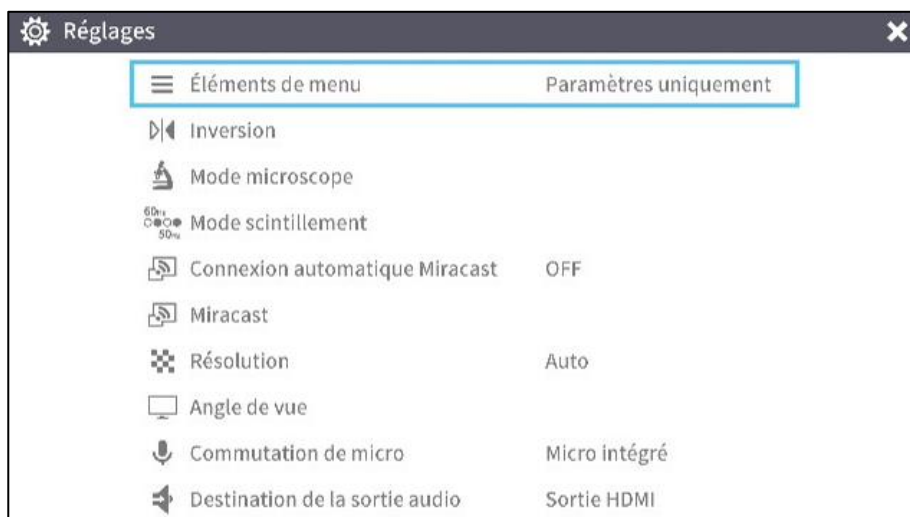 Réglages
Éléments de menu Paramètres uniquement
Inversion
Mode microscope
60Hz
50Hz
Mode scintillement
Connexion automatique Miracast OFF
Miracast
Résolution Auto
Angle de vue
Commutation de micro Micro intégré
Destination de la sortie audio Sortie HDMI